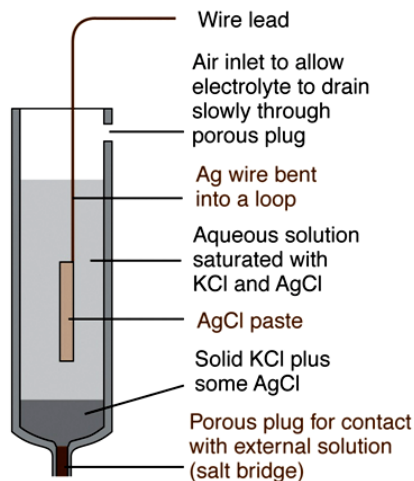 Wire lead
Air inlet to allow
electrolyte to drain
slowly through
porous plug
Ag wire bent
into a loop
Aqueous solution
saturated with
KCl and AgCl
AgCl paste
Solid KCl plus
some AgCl
Porous plug for contact
with external solution
(salt bridge)